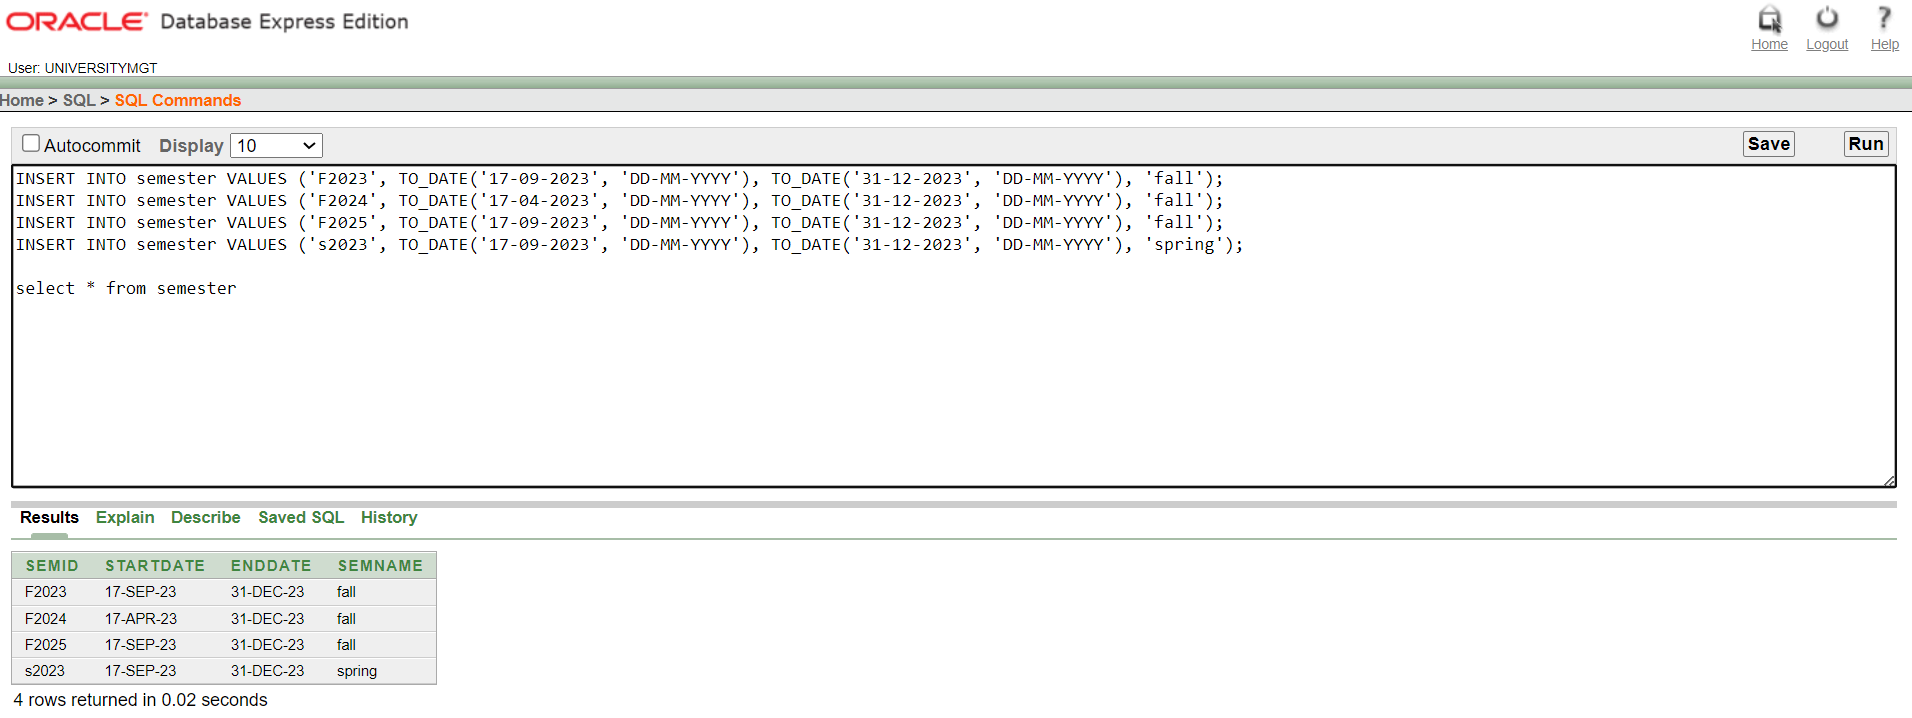 ORACLE® Database Express Edition
Home Logout Help
User: UNIVERSITYMGT
Home > SQL > SQL Commands
Autocommit Display 10 Save Run
INSERT INTO semester VALUES ('F2023', TO_DATE('17-09-2023', 'DD-MM-YYYY'), TO_DATE('31-12-2023', 'DD-MM-YYYY'), 'fall');
INSERT INTO semester VALUES ('F2024', TO_DATE('17-04-2023', 'DD-MM-YYYY'), TO_DATE('31-12-2023', 'DD-MM-YYYY'), 'fall');
INSERT INTO semester VALUES ('F2025', TO_DATE('17-09-2023', 'DD-MM-YYYY'), TO_DATE('31-12-2023', 'DD-MM-YYYY'), 'fall');
INSERT INTO semester VALUES ('s2023', TO_DATE('17-09-2023', 'DD-MM-YYYY'), TO_DATE('31-12-2023', 'DD-MM-YYYY'), 'spring');
select * from semester
Results Explain Describe Saved SQL History
SEMID STARTDATE ENDDATE SEMNAME
F2023 17-SEP-23 31-DEC-23 fall
F2024 17-APR-23 31-DEC-23 fall
F2025 17-SEP-23 31-DEC-23 fall
s2023 17-SEP-23 31-DEC-23 spring
4 rows returned in 0.02 seconds